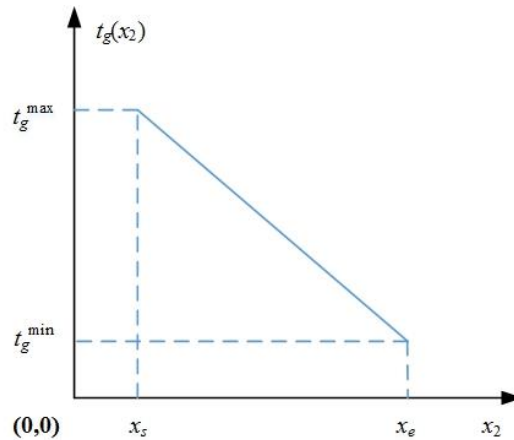 t_g(x_2)
t_g^max
t_g^min
(0,0) x_s x_e x_2